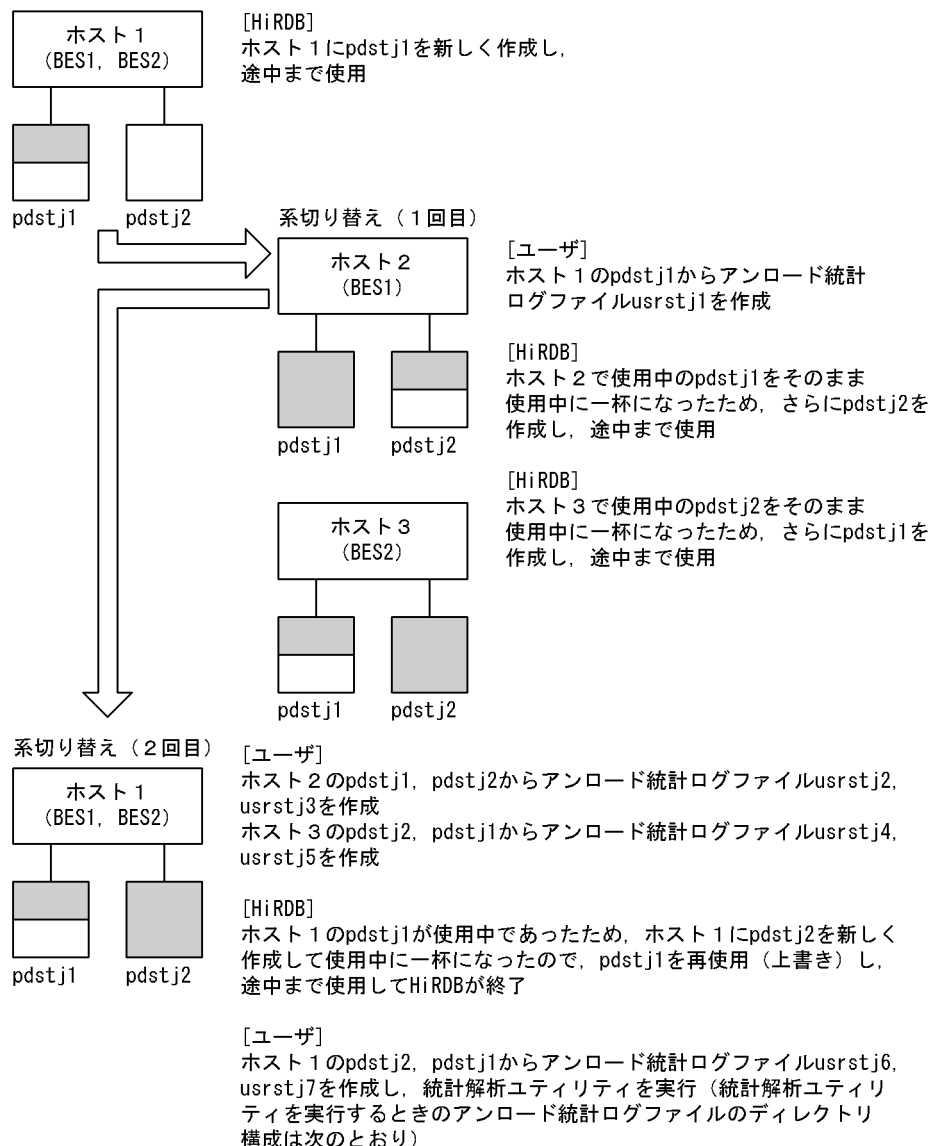 ホスト１
(BES1, BES2)
[HiRDB]
ホスト１にpdstj1を新しく作成し，
途中まで使用
pdstj1
pdstj2
系切り替え（１回目）
ホスト２
(BES1)
[ユーザ]
ホスト１のpdstj1からアンロード統計
ログファイルusrstj1を作成
[HiRDB]
ホスト２で使用中のpdstj1をそのまま
使用中に一杯になったため，さらにpdstj2を
作成し，途中まで使用
pdstj1
pdstj2
[HiRDB]
ホスト３で使用中のpdstj2をそのまま
使用中に一杯になったため，さらにpdstj1を
作成し，途中まで使用
ホスト３
(BES2)
pdstj1
pdstj2
系切り替え（２回目）
ホスト１
(BES1, BES2)
pdstj1
pdstj2
[ユーザ]
ホスト２のpdstj1，pdstj2からアンロード統計ログファイルusrstj2，
usrstj3を作成
ホスト３のpdstj2，pdstj1からアンロード統計ログファイルusrstj4，
usrstj5を作成
[HiRDB]
ホスト１のpdstj1が使用中であったため，ホスト１にpdstj2を新しく
作成して使用中に一杯になったので，pdstj1を再使用（上書き）し，
途中まで使用してHiRDBが終了
[ユーザ]
ホスト１のpdstj2，pdstj1からアンロード統計ログファイルusrstj6，
usrstj7を作成し，統計解析ユティリティを実行（統計解析ユティリ
ティを実行するときのアンロード統計ログファイルのディレクトリ
構成は次のとおり）